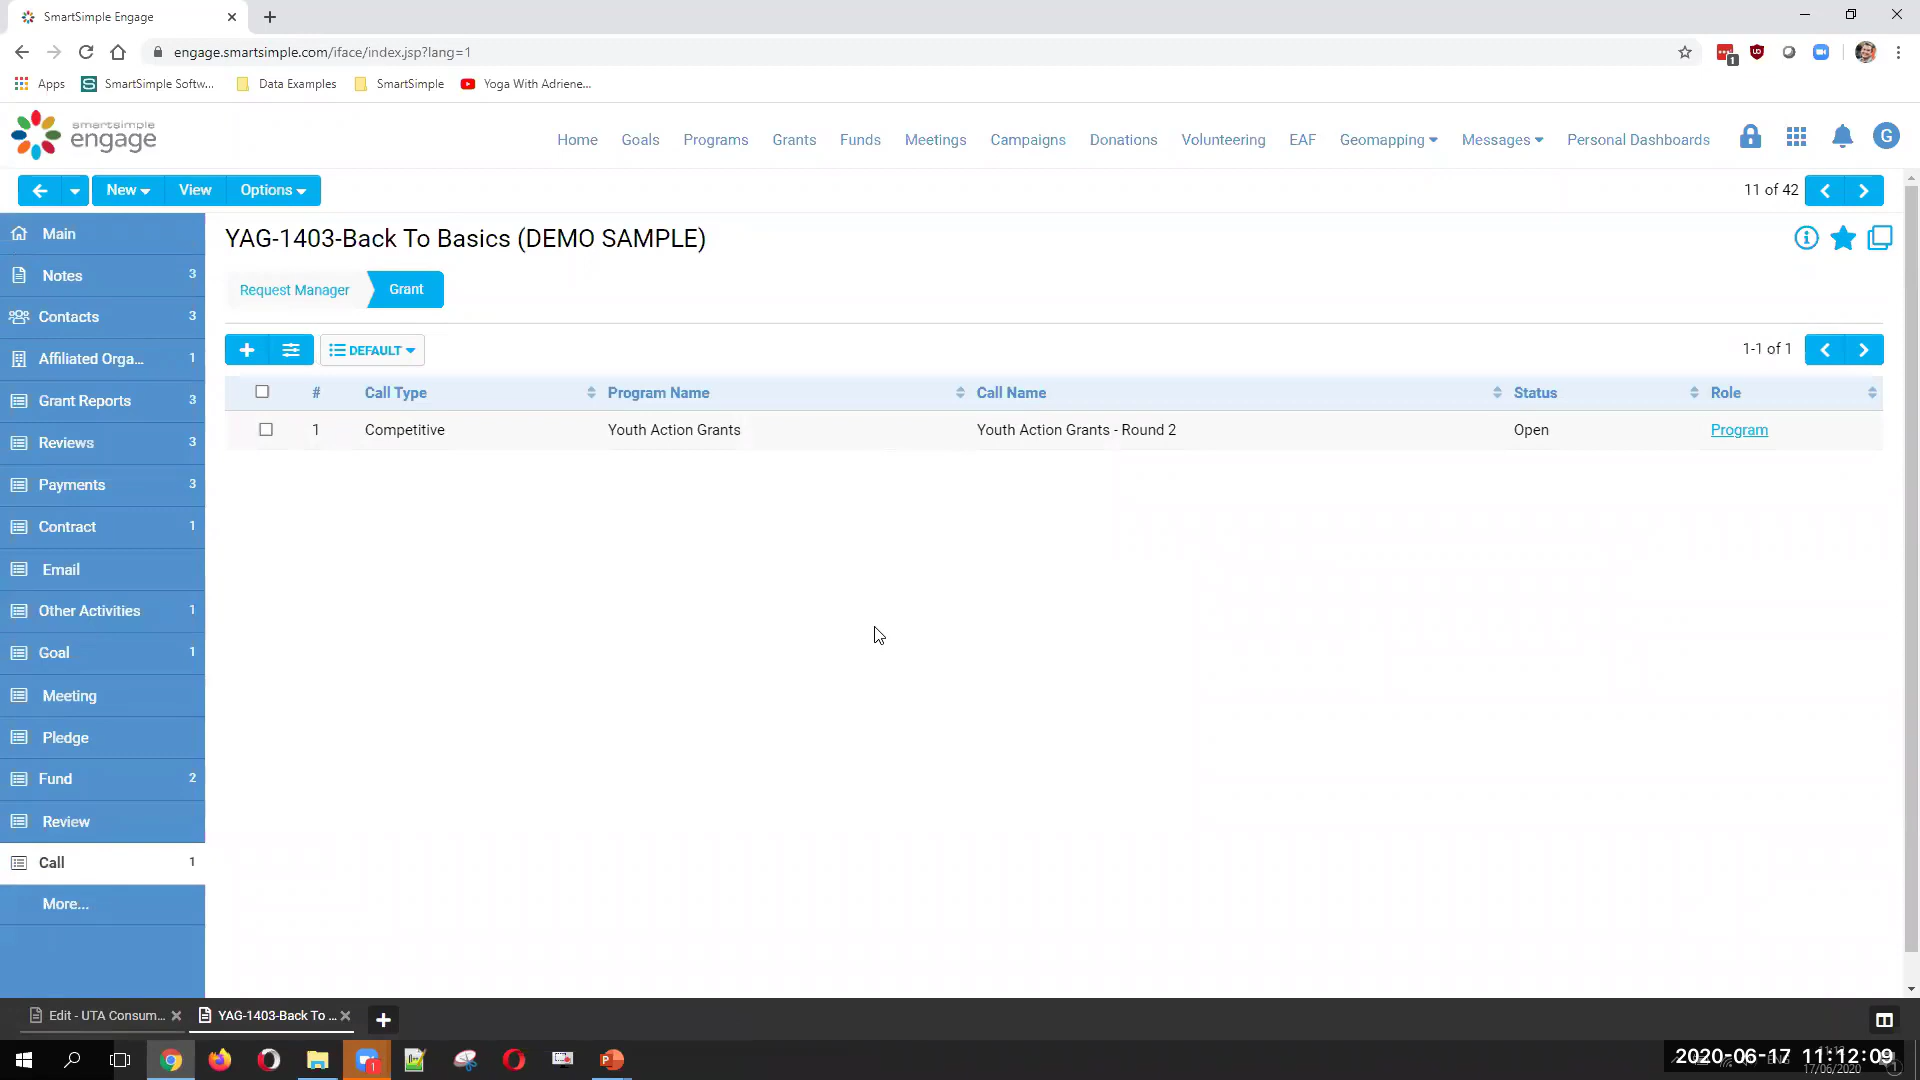 SmartSimple Engage
engage.smartsimple.com/iface/index.jsp?lang=1
1
Apps SmartSimple Softw... Data Examples SmartSimple Yoga With Adriene...
smartsimple
engage
Home Goals Programs Grants Funds Meetings Campaigns Donations Volunteering EAF Geomapping Messages Personal Dashboards G
New View Options 11 of 42
Main
Notes 3
Contacts 3
Affiliated Orga... 1
Grant Reports 3
Reviews 3
Payments 3
Contract 1
Email
Other Activities 1
Goal 1
Meeting
Pledge
Fund 2
Review
Call 1
More...
YAG-1403-Back To Basics (DEMO SAMPLE)
Request Manager Grant
DEFAULT 1-1 of 1
# Call Type Program Name Call Name Status Role
1 Competitive Youth Action Grants Youth Action Grants - Round 2 Open Program
Edit - UTA Consum... YAG-1403-Back To ...
1
2020-06-17 11:12:09
17/06/2020